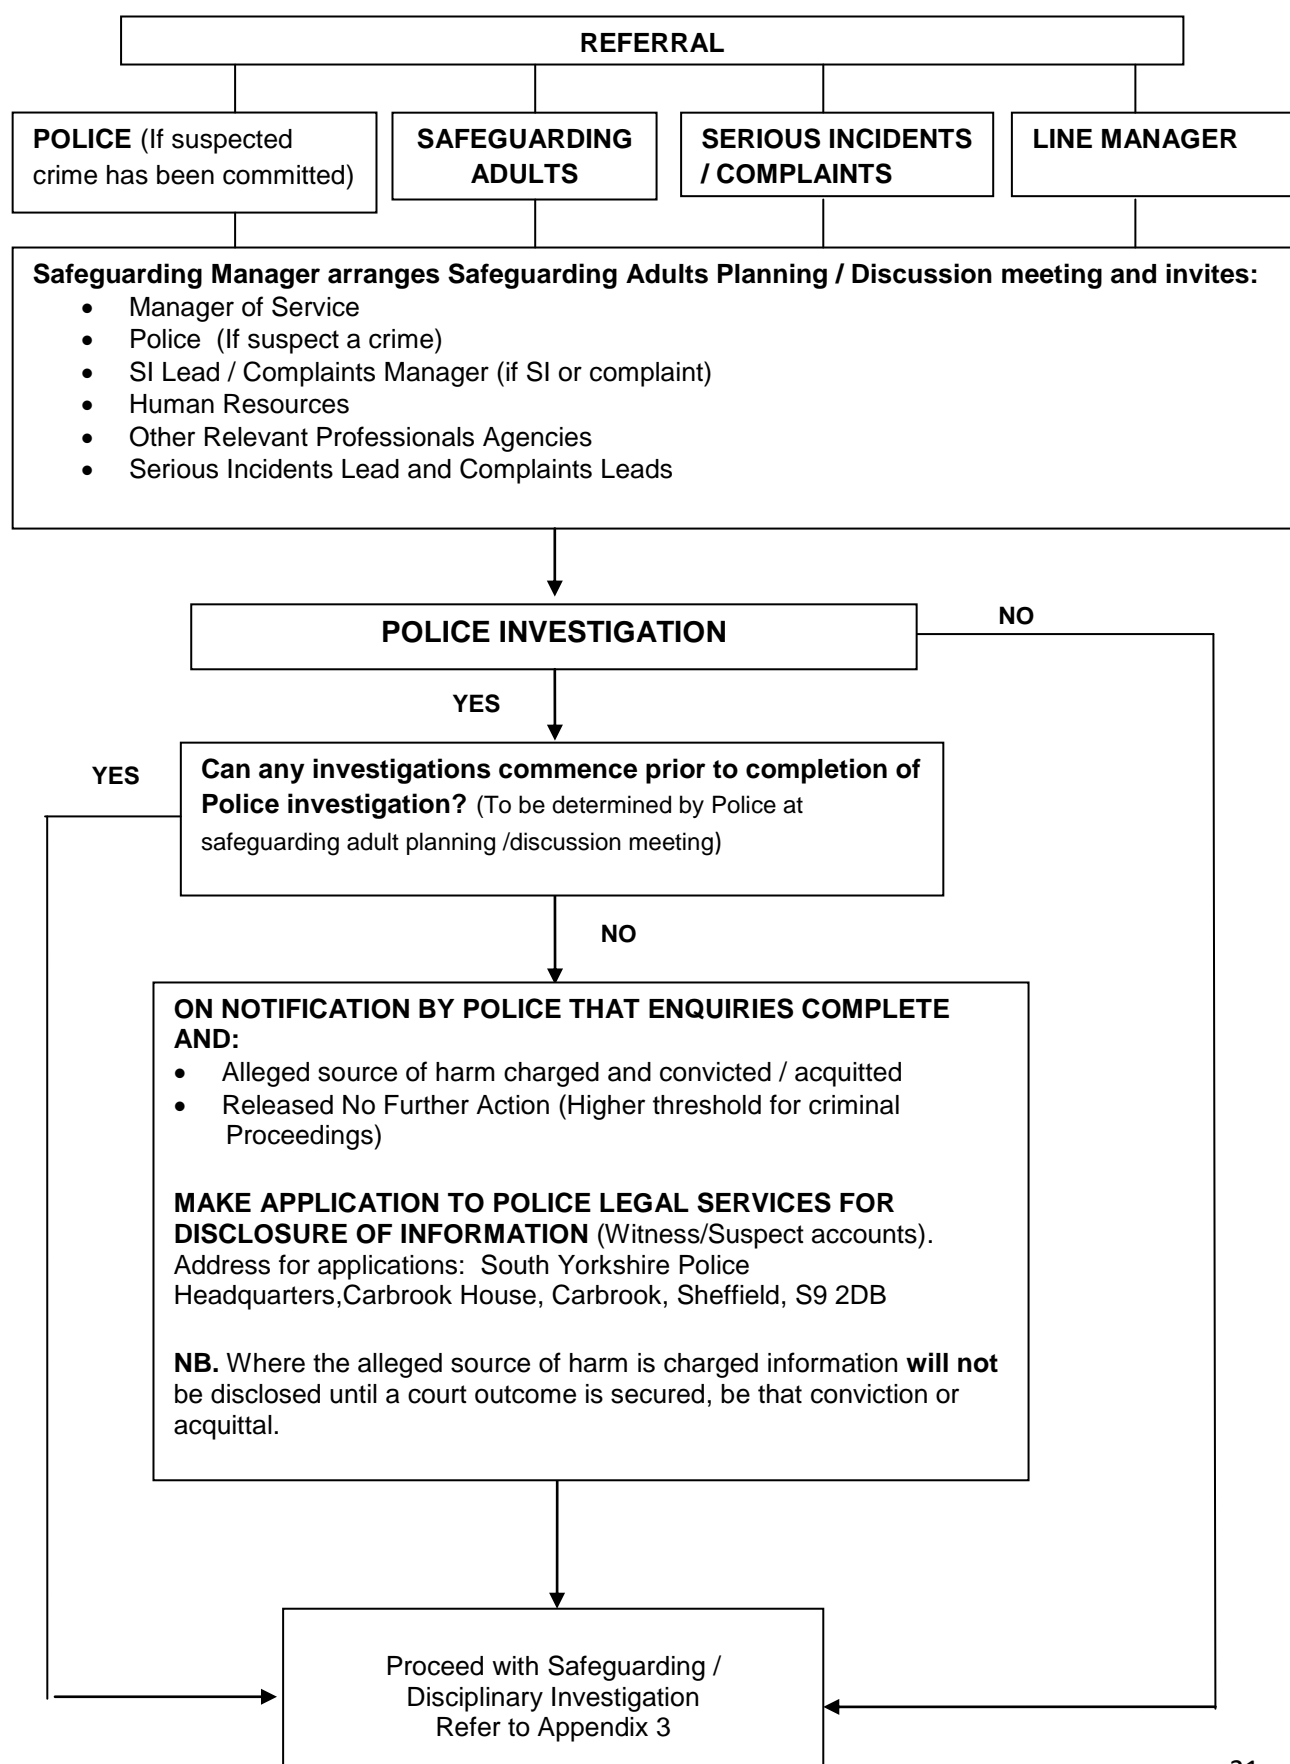 REFERRAL
POLICE (If suspected
crime has been committed)
SAFEGUARDING
ADULTS
SERIOUS INCIDENTS
/ COMPLAINTS
LINE MANAGER
Safeguarding Manager arranges Safeguarding Adults Planning / Discussion meeting and invites:
• Manager of Service
• Police (If suspect a crime)
• SI Lead / Complaints Manager (if SI or complaint)
• Human Resources
• Other Relevant Professionals Agencies
• Serious Incidents Lead and Complaints Leads
POLICE INVESTIGATION
NO
YES
YES
Can any investigations commence prior to completion of
Police investigation? (To be determined by Police at
safeguarding adult planning /discussion meeting)
NO
ON NOTIFICATION BY POLICE THAT ENQUIRIES COMPLETE
AND:
• Alleged source of harm charged and convicted / acquitted
• Released No Further Action (Higher threshold for criminal
Proceedings)
MAKE APPLICATION TO POLICE LEGAL SERVICES FOR
DISCLOSURE OF INFORMATION (Witness/Suspect accounts).
Address for applications: South Yorkshire Police
Headquarters,Carbrook House, Carbrook, Sheffield, S9 2DB
NB. Where the alleged source of harm is charged information will not
be disclosed until a court outcome is secured, be that conviction or
acquittal.
Proceed with Safeguarding /
Disciplinary Investigation
Refer to Appendix 3